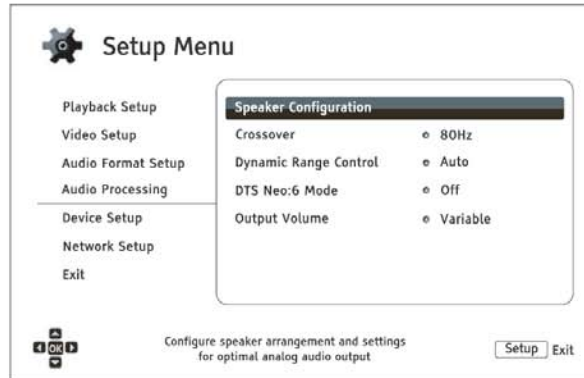 Setup Menu
Playback Setup
Video Setup
Audio Format Setup
Audio Processing
Device Setup
Network Setup
Exit
Speaker Configuration
Crossover 80Hz
Dynamic Range Control Auto
DTS Neo:6 Mode Off
Output Volume Variable
OK
Configure speaker arrangement and settings
for optimal analog audio output
Setup Exit